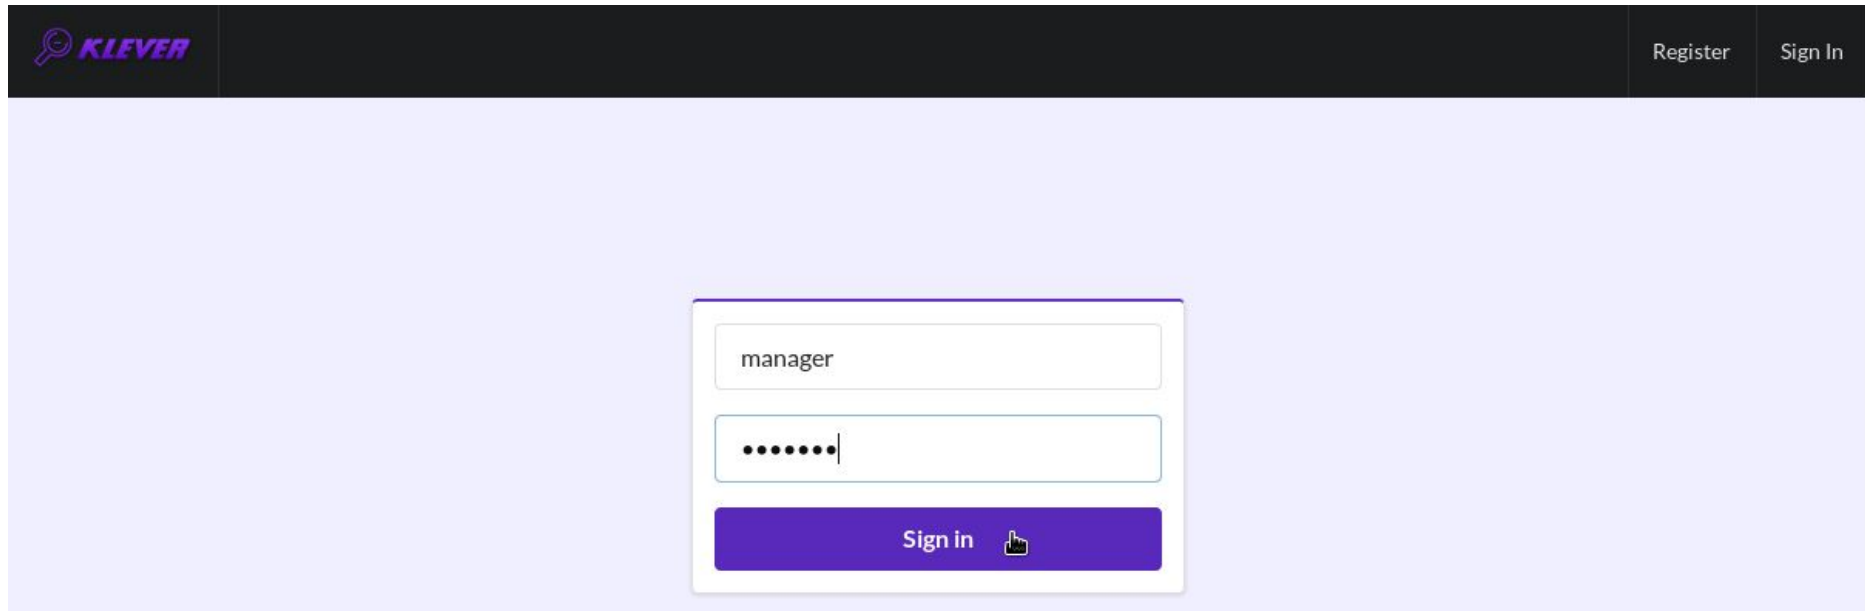 KLEVER
Register
Sign In
manager
•••••••
Sign in